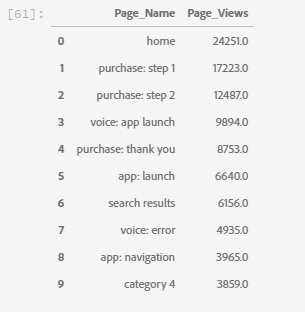 [61]:
Page_Name Page_Views
0 home 24251.0
1 purchase: step 1 17223.0
2 purchase: step 2 12487.0
3 voice: app launch 9894.0
4 purchase: thank you 8753.0
5 app: launch 6640.0
6 search results 6156.0
7 voice: error 4935.0
8 app: navigation 3965.0
9 category 4 3859.0